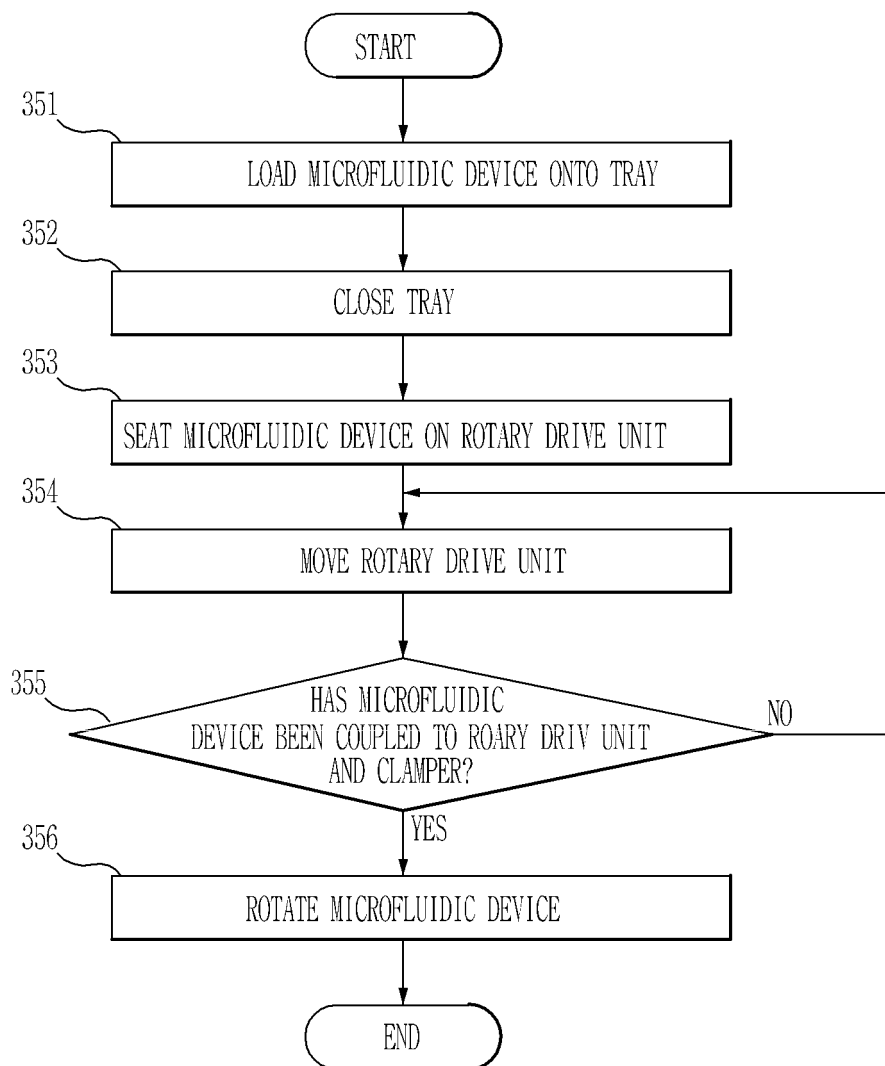 START
351
LOAD MICROFLUIDIC DEVICE ONTO TRAY
352
CLOSE TRAY
353
SEAT MICROFLUIDIC DEVICE ON ROTARY DRIVE UNIT
354
MOVE ROTARY DRIVE UNIT
355
HAS MICROFLUIDIC
DEVICE BEEN COUPLED TO ROARY DRIV UNIT
AND CLAMPER?
NO
YES
356
ROTATE MICROFLUIDIC DEVICE
END